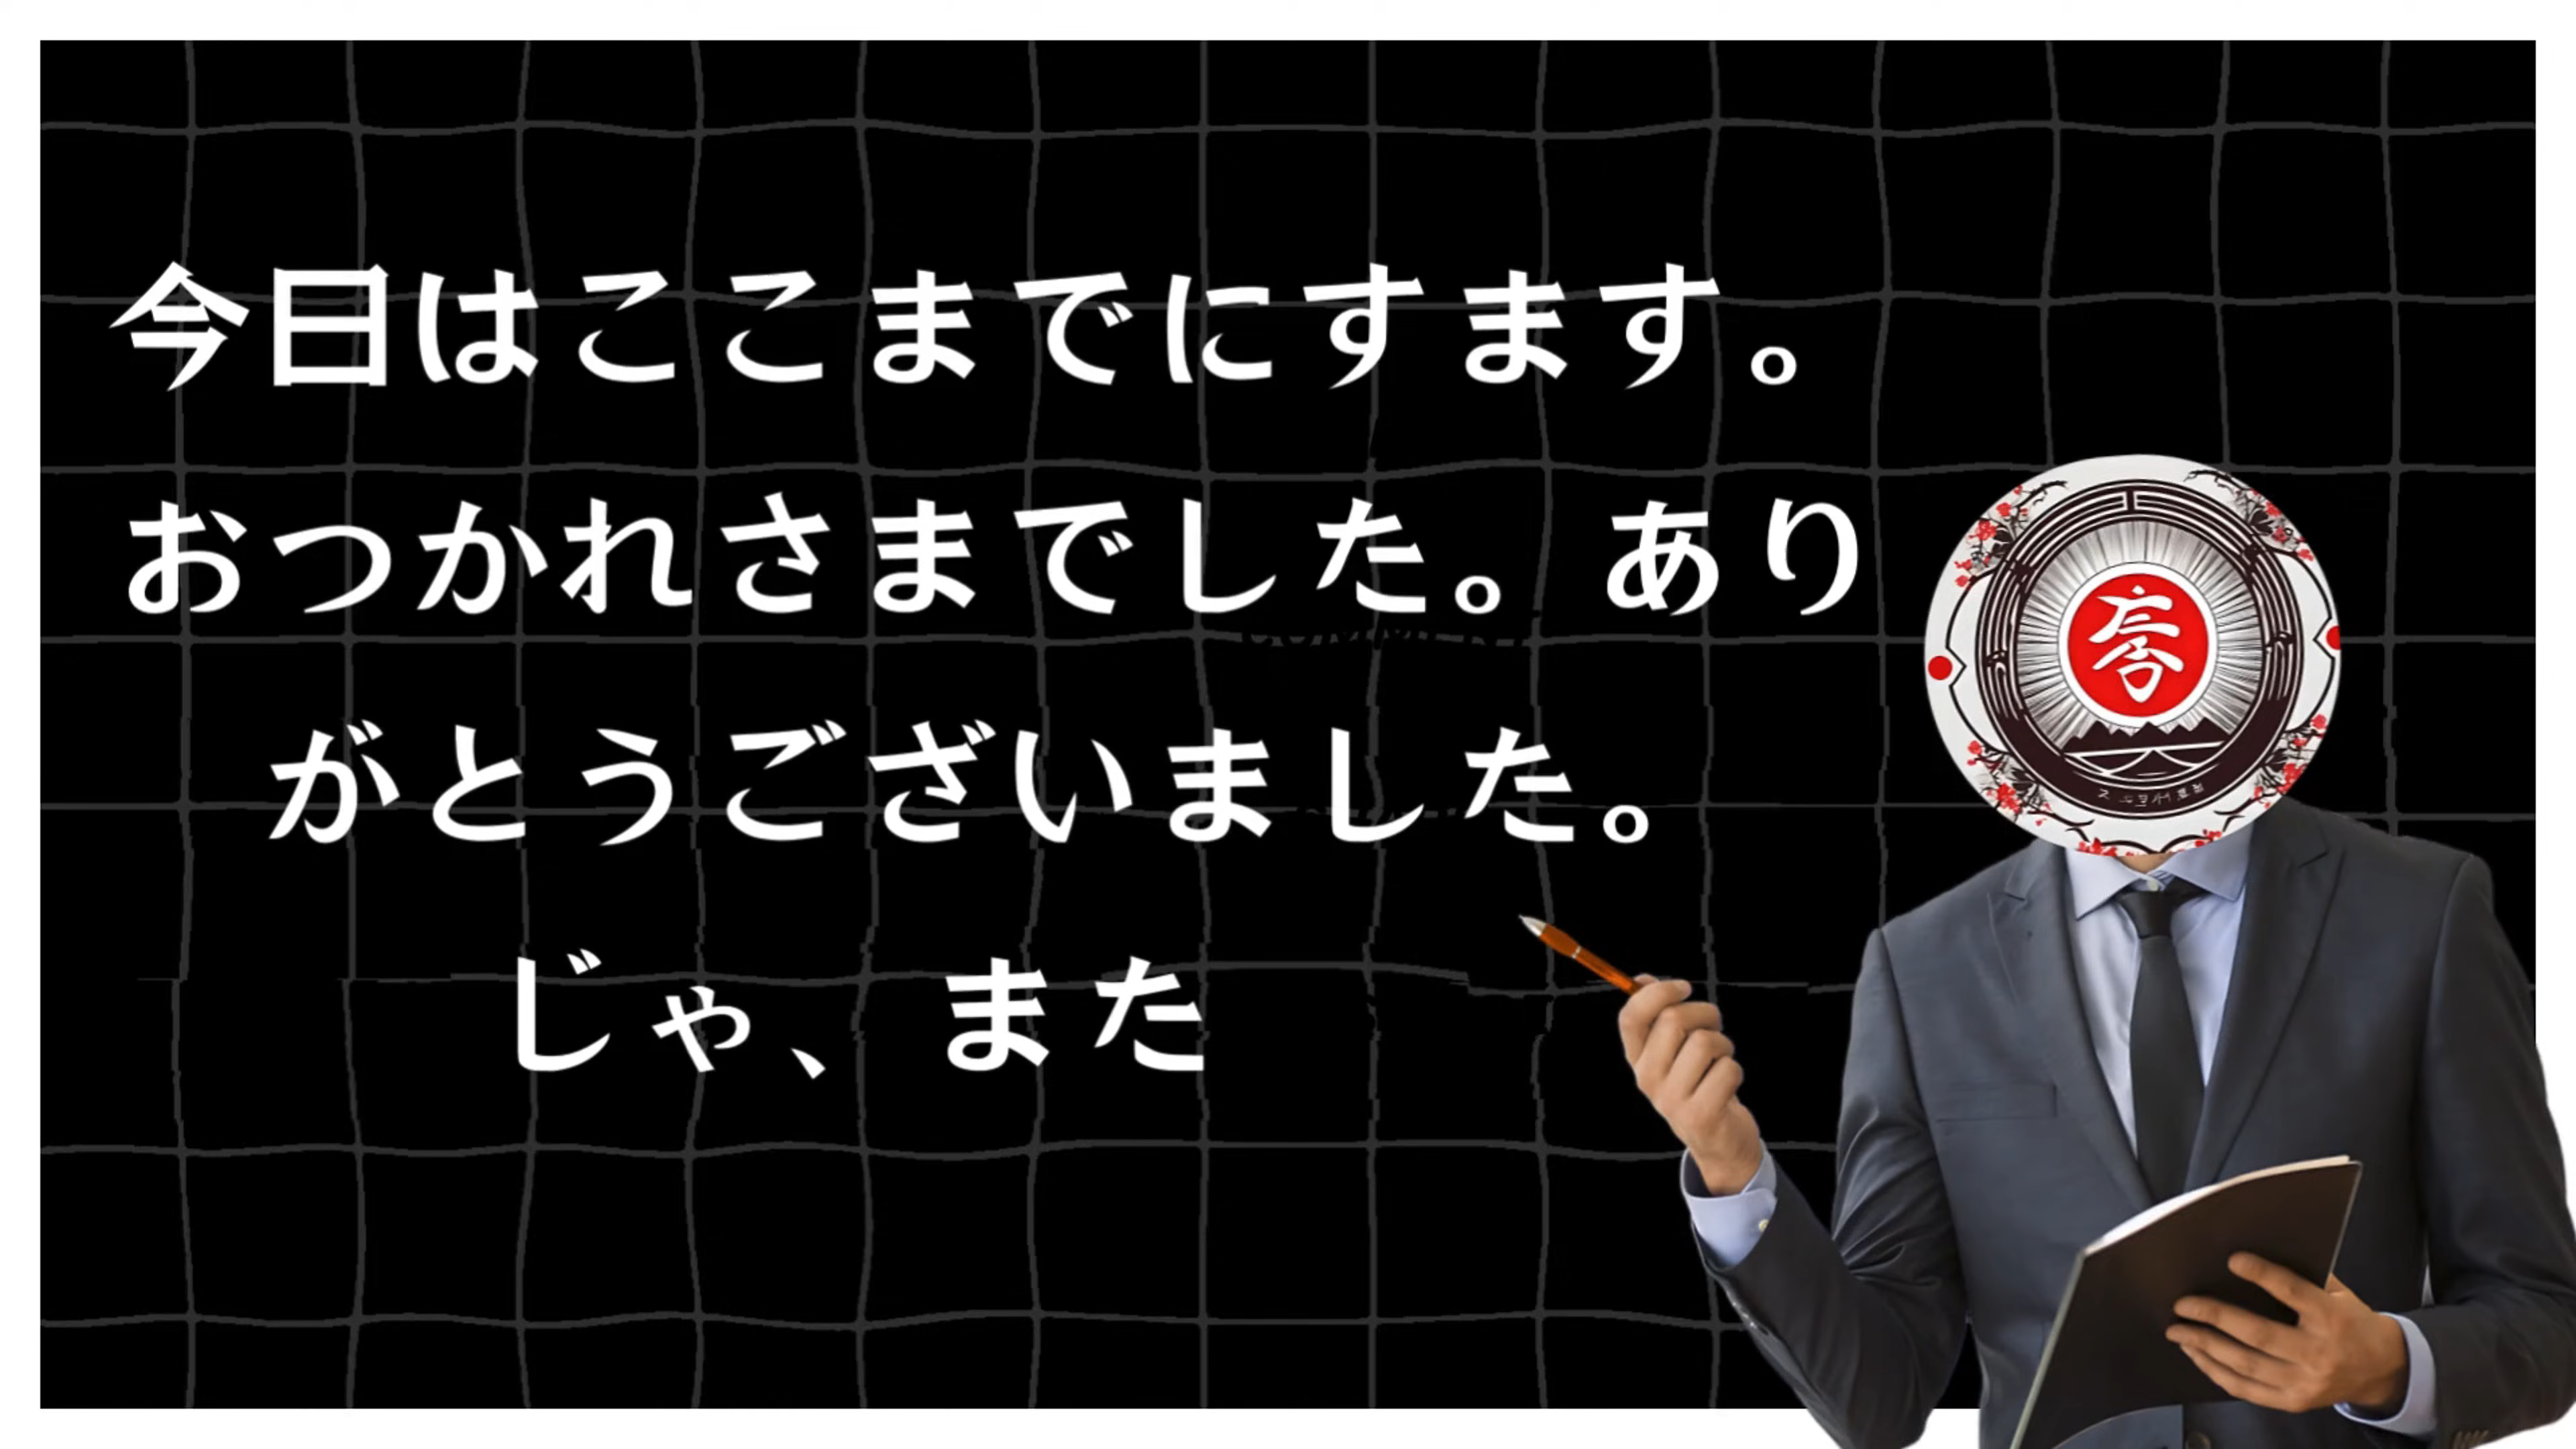 今日はここまでにすます。
おつかれさまでした。あり
がとうございました。
じゃ、また